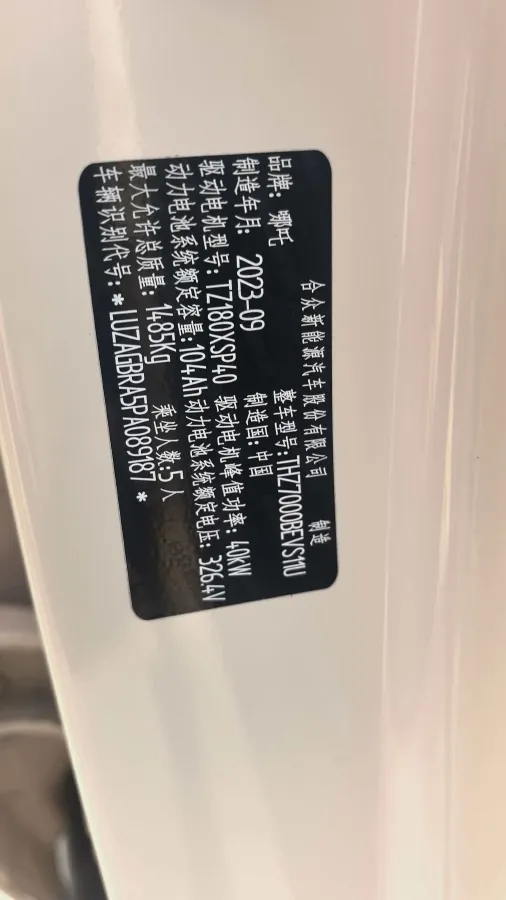 合众新能源汽车股份有限公司 制造
品牌: 哪吒 整车型号: THZ7000BEVS11U
制造年月: 2023-09 制造国: 中国
驱动电机型号: TZ180XSP40 驱动电机峰值功率: 40kW
动力电池系统额定容量: 104Ah 动力电池系统额定电压: 326.4V
最大允许总质量: 1485Kg 乘坐人数: 5人
车辆识别代号: *LUZAGBRA5PA089187*